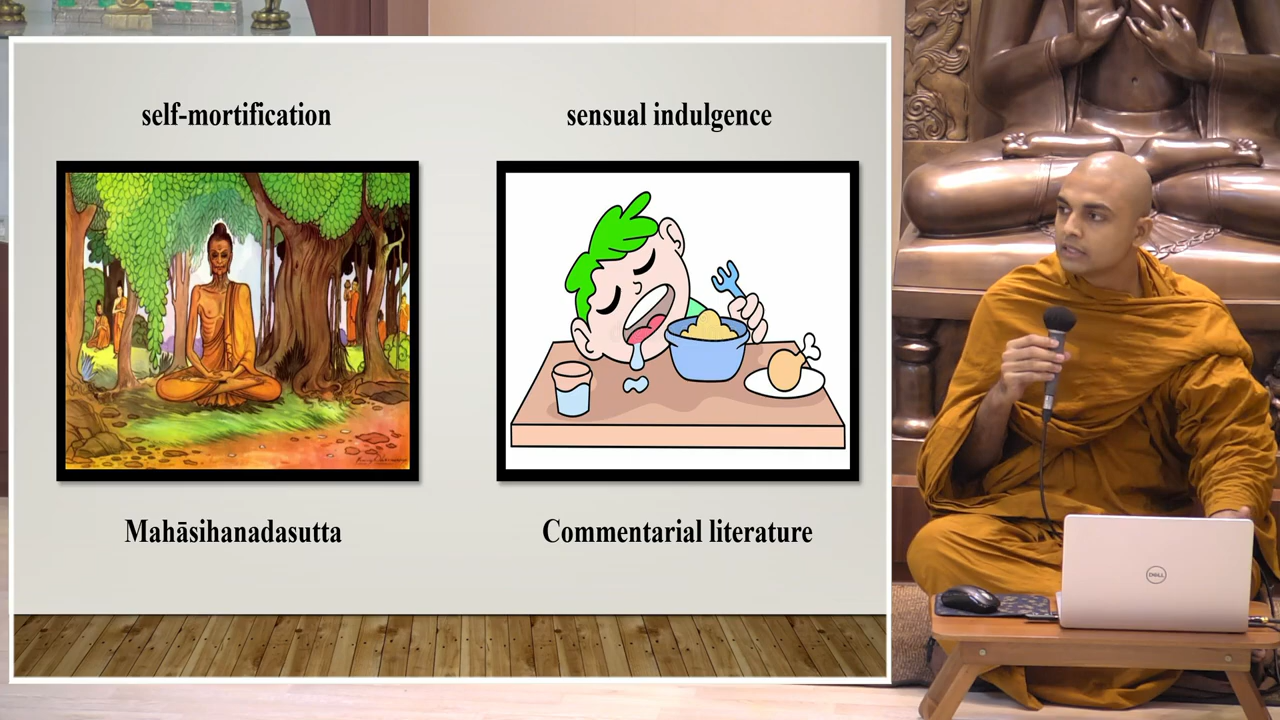 self-mortification
sensual indulgence
Mahāsihanadasutta
Commentarial literature
DELL